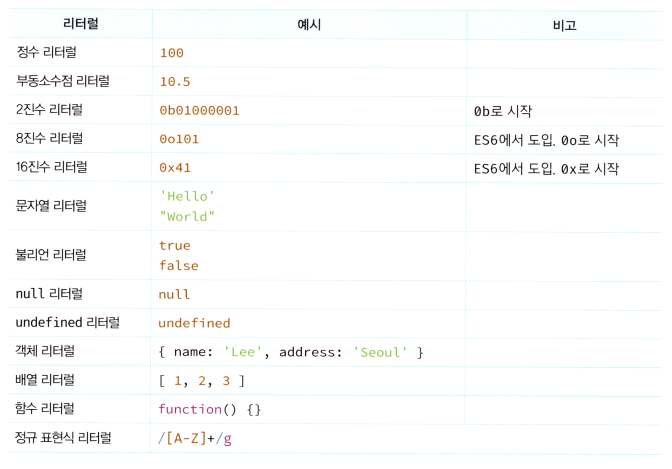 리터럴 예시 비고
정수 리터럴 100
부동소수점 리터럴 10.5
2진수 리터럴 0b01000001 0b로 시작
8진수 리터럴 0o101 ES6에서 도입. 0o로 시작
16진수 리터럴 0x41 ES6에서 도입. 0x로 시작
문자열 리터럴 'Hello'
"World"
불리언 리터럴 true
false
null 리터럴 null
undefined 리터럴 undefined
객체 리터럴 { name: 'Lee', address: 'Seoul' }
배열 리터럴 [ 1, 2, 3 ]
함수 리터럴 function() {}
정규 표현식 리터럴 /[A-Z]+/g